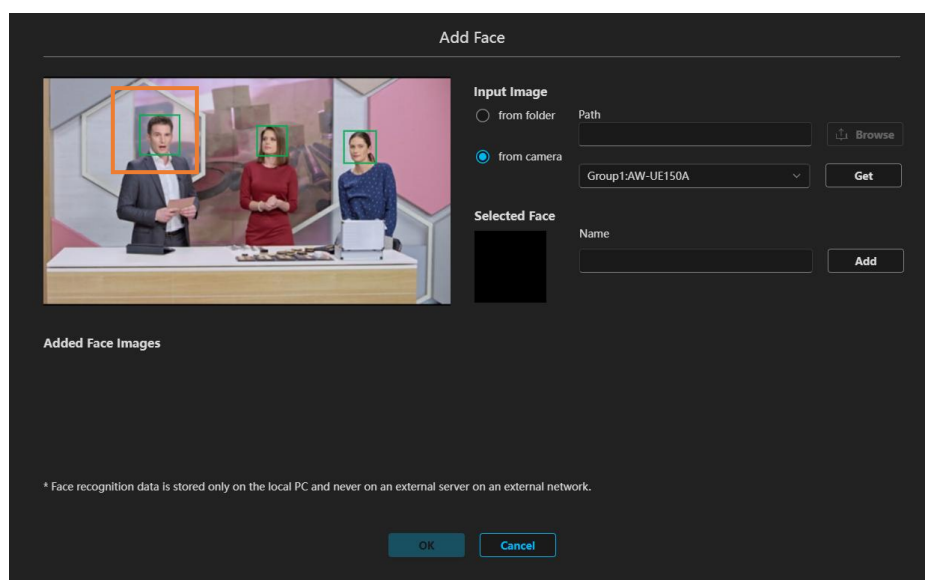 Add Face
Input Image
from folder
Path
Browse
from camera
Group1:AW-UE150A
Get
Selected Face
Name
Add
Added Face Images
* Face recognition data is stored only on the local PC and never on an external server on an external network.
OK
Cancel